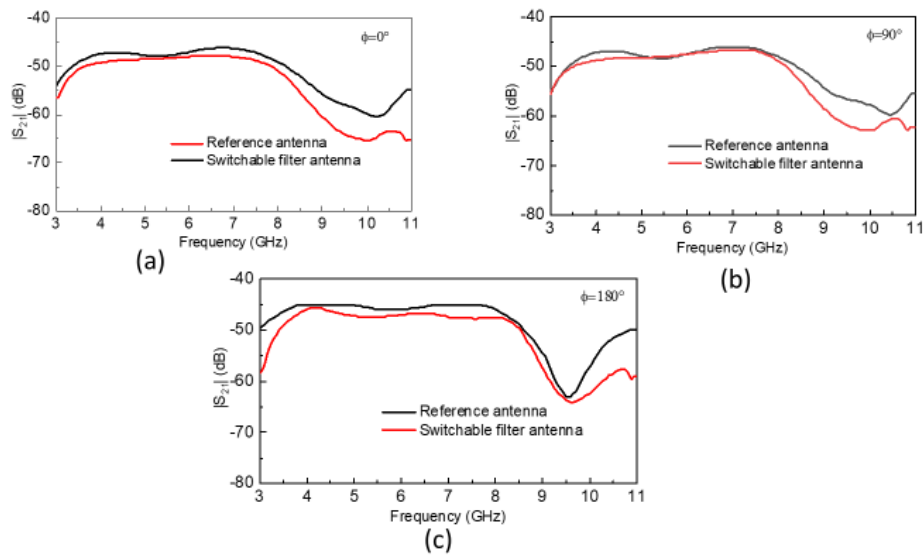 -40
-50
-60
-70
-80
|S21| (dB)
ϕ=0°
Reference antenna
Switchable filter antenna
3 4 5 6 7 8 9 10 11
Frequency (GHz)
(a)
-40
-50
-60
-70
-80
|S21| (dB)
ϕ=90°
Reference antenna
Switchable filter antenna
3 4 5 6 7 8 9 10 11
Frequency (GHz)
(b)
-40
-50
-60
-70
-80
|S21| (dB)
ϕ=180°
Reference antenna
Switchable filter antenna
3 4 5 6 7 8 9 10 11
Frequency (GHz)
(c)